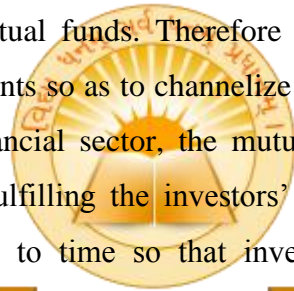 tual funds. Therefore
nts so as to channelize
ancial sector, the mutu
ulfilling the investors'
to time so that inve